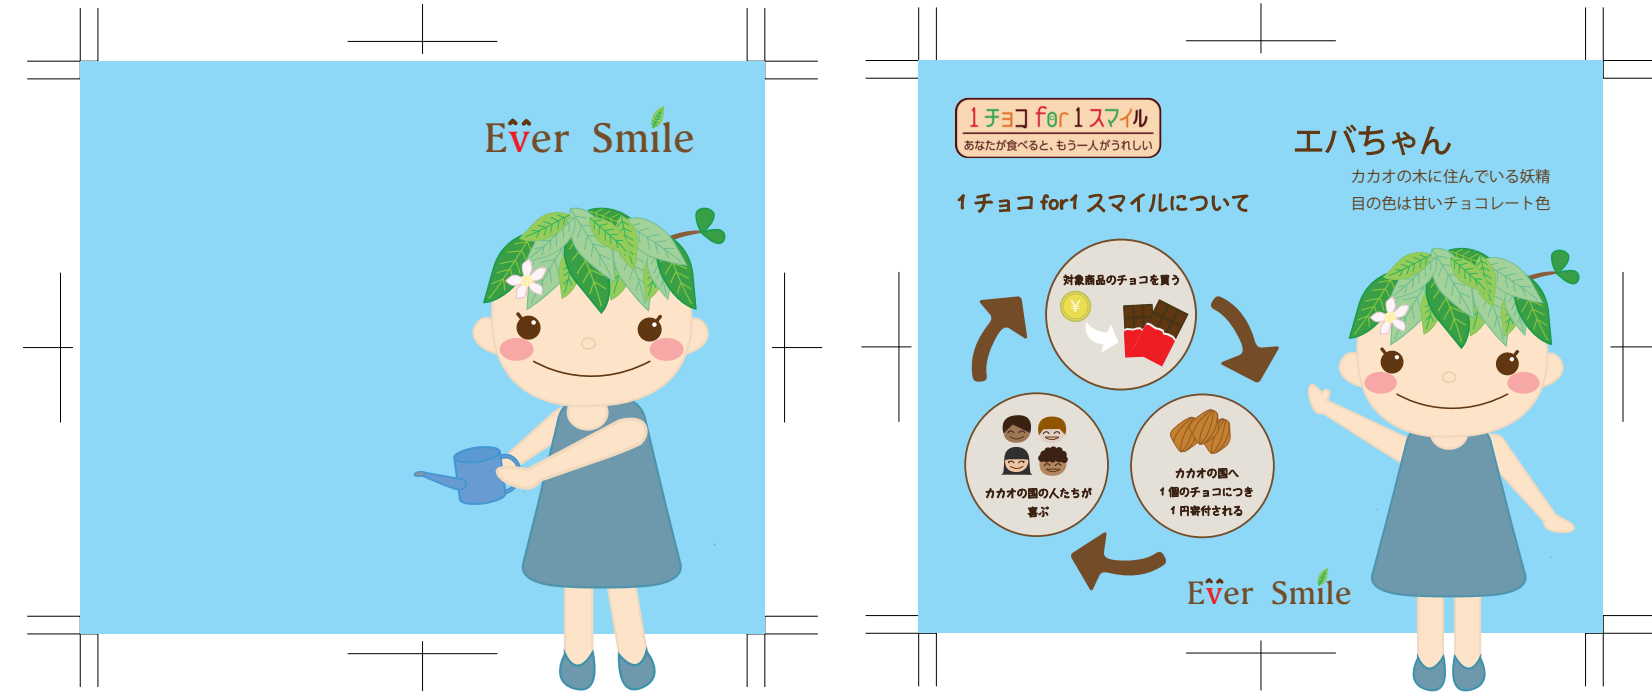 Ever Smile
1 チョコ for 1 スマイル
あなたが食べると、もう一人がうれしい
エバちゃん
カカオの木に住んでいる妖精
目の色は甘いチョコレート色
1 チョコ for1 スマイルについて
対象商品のチョコを買う
¥
カカオの国へ
1 個のチョコにつき
1 円寄付される
カカオの国の人たちが
喜ぶ
Ever Smile